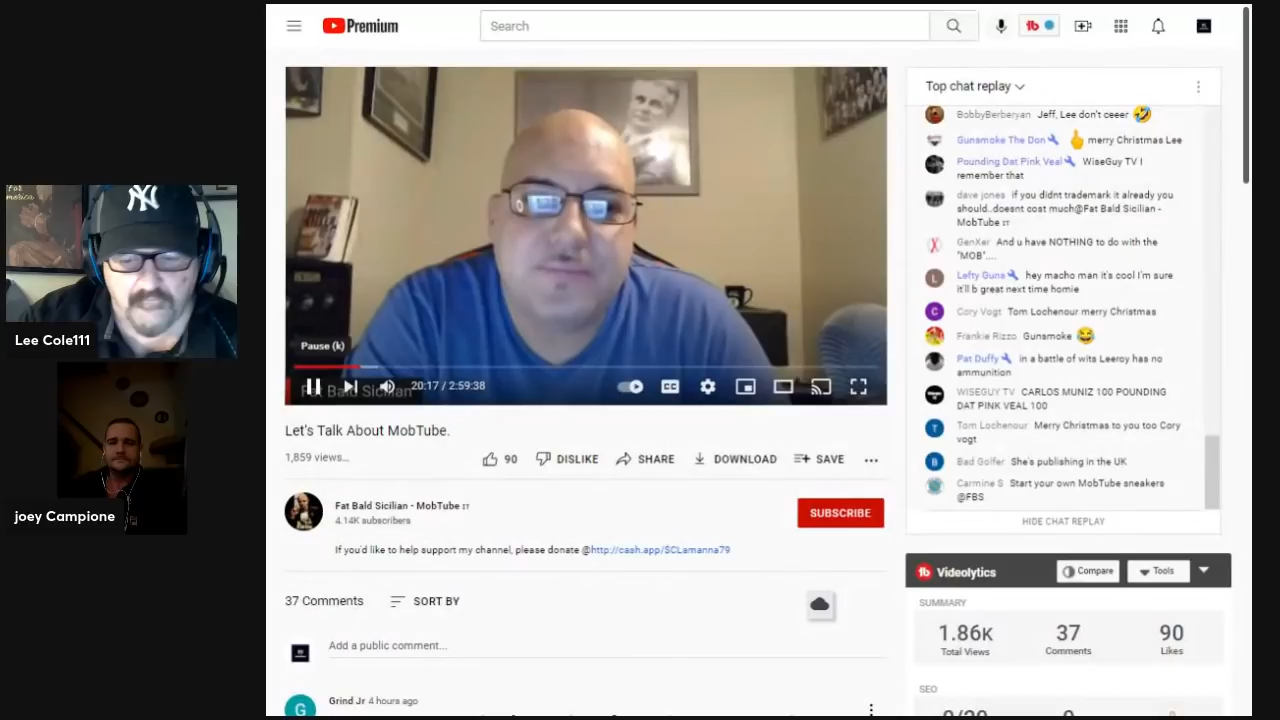 Premium
Search
Top chat replay
BobbyBerberyan Jeff, Lee don't ceeer 🤣
Gunsmoke The Don 🖕 merry Christmas Lee
Pounding Dat Pink Veal WiseGuy TV I
remember that
dave jones if you didnt trademark it already you
should..doesnt cost much@Fat Bald Sicilian -
MobTube
GenXer And u have NOTHING to do with the
"MOB"....
Lefty Guns hey macho man it's cool I'm sure
it'll b great next time homie
Cory Vogt Tom Lochenour merry Christmas
Frankie Rizzo Gunsmoke 😂
Pat Duffy in a battle of wits Leeroy has no
ammunition
WISEGUY TV CARLOS MUNIZ 100 POUNDING
DAT PINK VEAL 100
Tom Lochenour Merry Christmas to you too Cory
vogt
Bad Golfer She's publishing in the UK
Carmine S Start your own MobTube sneakers
@FBS
HIDE CHAT REPLAY
Lee Cole111
joey Campione
Pause (k)
20:17 / 2:59:38
CC
Fat Bald Sicilian
Let's Talk About MobTube.
1,859 views...
90
DISLIKE
SHARE
DOWNLOAD
SAVE
Fat Bald Sicilian - MobTube
4.14K subscribers
SUBSCRIBE
If you'd like to help support my channel, please donate @http://cash.app/$CLamanna79
37 Comments
SORT BY
Add a public comment...
G
Grind Jr 4 hours ago
Videolytics
Compare
Tools
SUMMARY
1.86K
Total Views
37
Comments
90
Likes
SEO